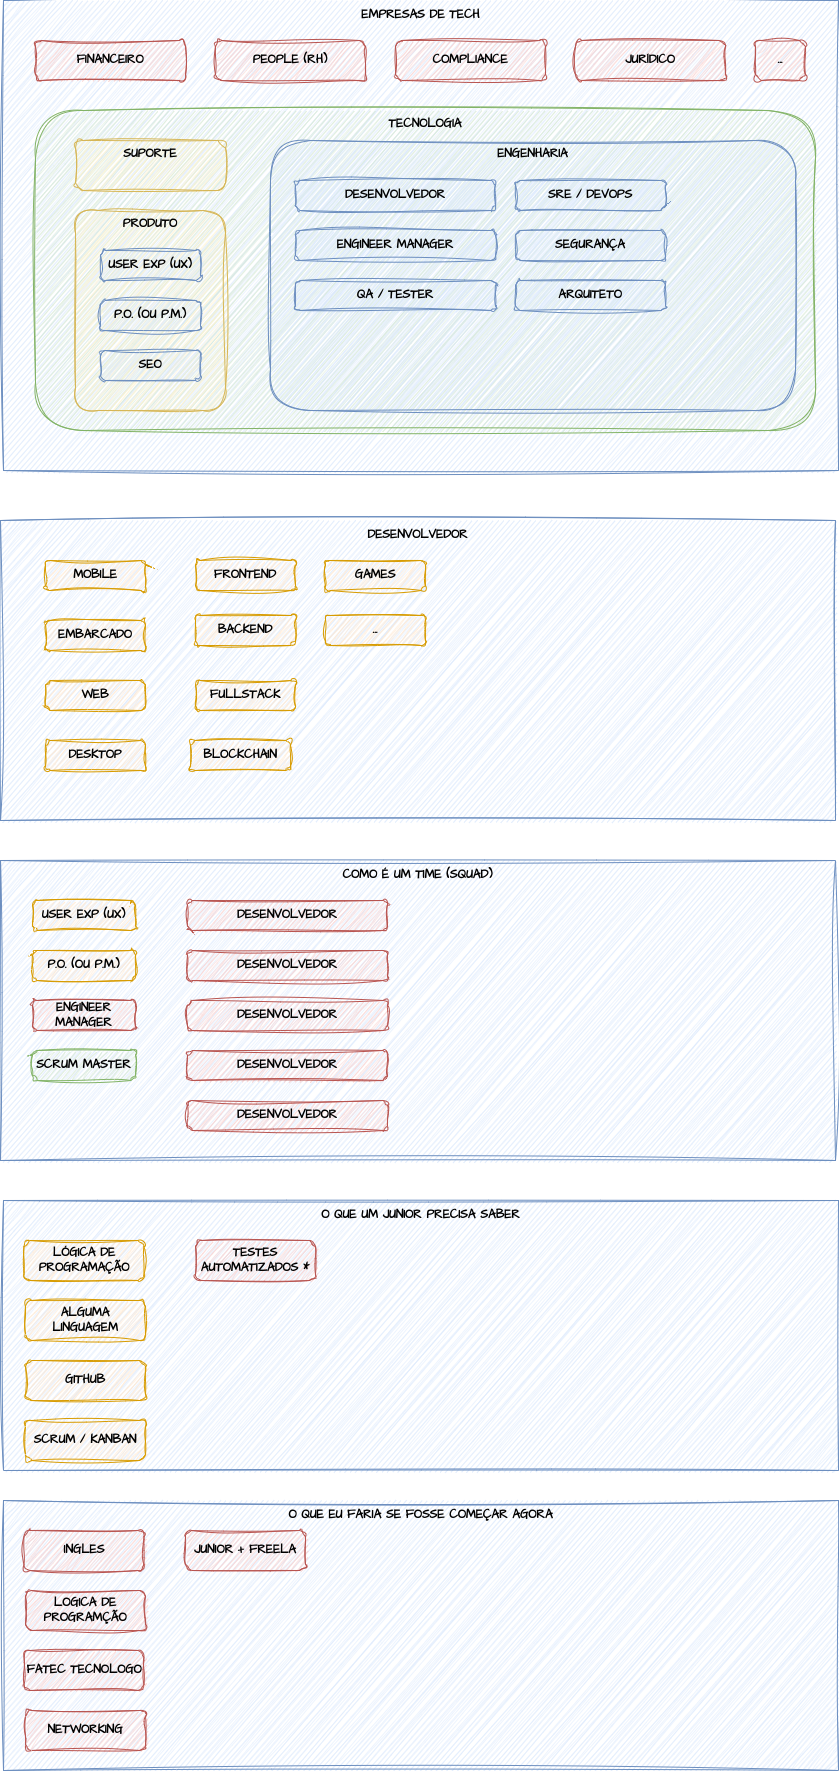 EMPRESAS DE TECH
FINANCEIRO
PEOPLE (RH)
COMPLIANCE
JURÍDICO
...
TECNOLOGIA
SUPORTE
PRODUTO
USER EXP (UX)
P.O. (OU P.M.)
SEO
ENGENHARIA
DESENVOLVEDOR
SRE / DEVOPS
ENGINEER MANAGER
SEGURANÇA
QA / TESTER
ARQUITETO
DESENVOLVEDOR
MOBILE
FRONTEND
GAMES
EMBARCADO
BACKEND
...
WEB
FULLSTACK
DESKTOP
BLOCKCHAIN
COMO É UM TIME (SQUAD)
USER EXP (UX)
DESENVOLVEDOR
P.O. (OU P.M.)
DESENVOLVEDOR
ENGINEER
MANAGER
DESENVOLVEDOR
SCRUM MASTER
DESENVOLVEDOR
DESENVOLVEDOR
O QUE UM JUNIOR PRECISA SABER
LÓGICA DE
PROGRAMAÇÃO
TESTES
AUTOMATIZADOS *
ALGUMA
LINGUAGEM
GITHUB
SCRUM / KANBAN
O QUE EU FARIA SE FOSSE COMEÇAR AGORA
INGLES
JUNIOR + FREELA
LOGICA DE
PROGRAMÇÃO
FATEC TECNOLOGO
NETWORKING